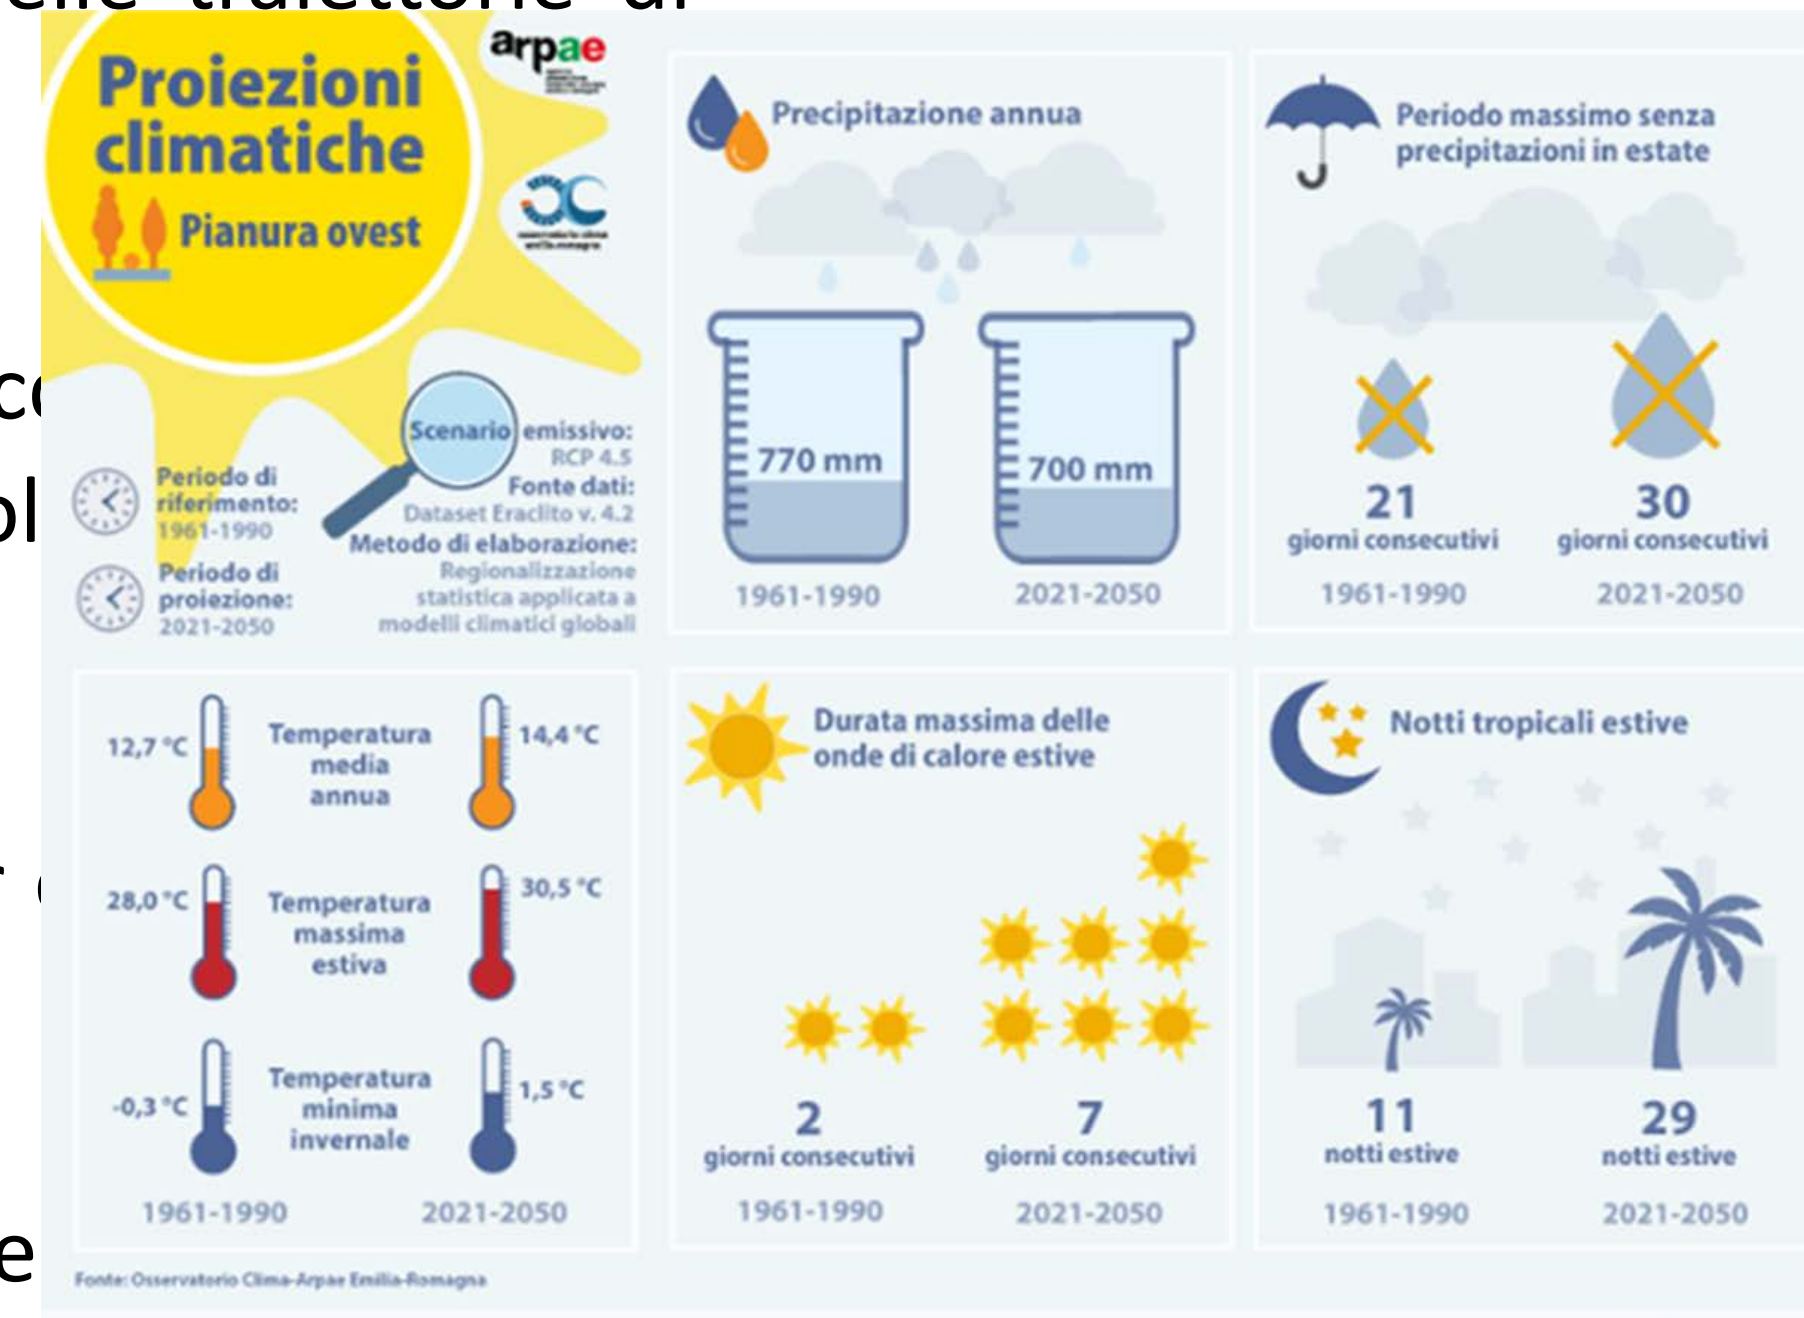 elle traiettorie di
co
pl
r
e
Proiezioni
climatiche
Pianura ovest
arpae
Scenario emissivo:
RCP 4.5
Fonte dati:
Dataset Eraclito v. 4.2
Metodo di elaborazione:
Regionalizzazione
statistica applicata a
modelli climatici globali
Periodo di
riferimento:
1961-1990
Periodo di
proiezione:
2021-2050
Precipitazione annua
770 mm
700 mm
1961-1990
2021-2050
Periodo massimo senza
precipitazioni in estate
21
giorni consecutivi
1961-1990
30
giorni consecutivi
2021-2050
12,7 °C
Temperatura
media
annua
14,4 °C
28,0 °C
Temperatura
massima
estiva
30,5 °C
-0,3 °C
Temperatura
minima
invernale
1,5 °C
1961-1990
2021-2050
Durata massima delle
onde di calore estive
2
giorni consecutivi
1961-1990
7
giorni consecutivi
2021-2050
Notti tropicali estive
11
notti estive
1961-1990
29
notti estive
2021-2050
Fonte: Osservatorio Clima-Arpae Emilia-Romagna